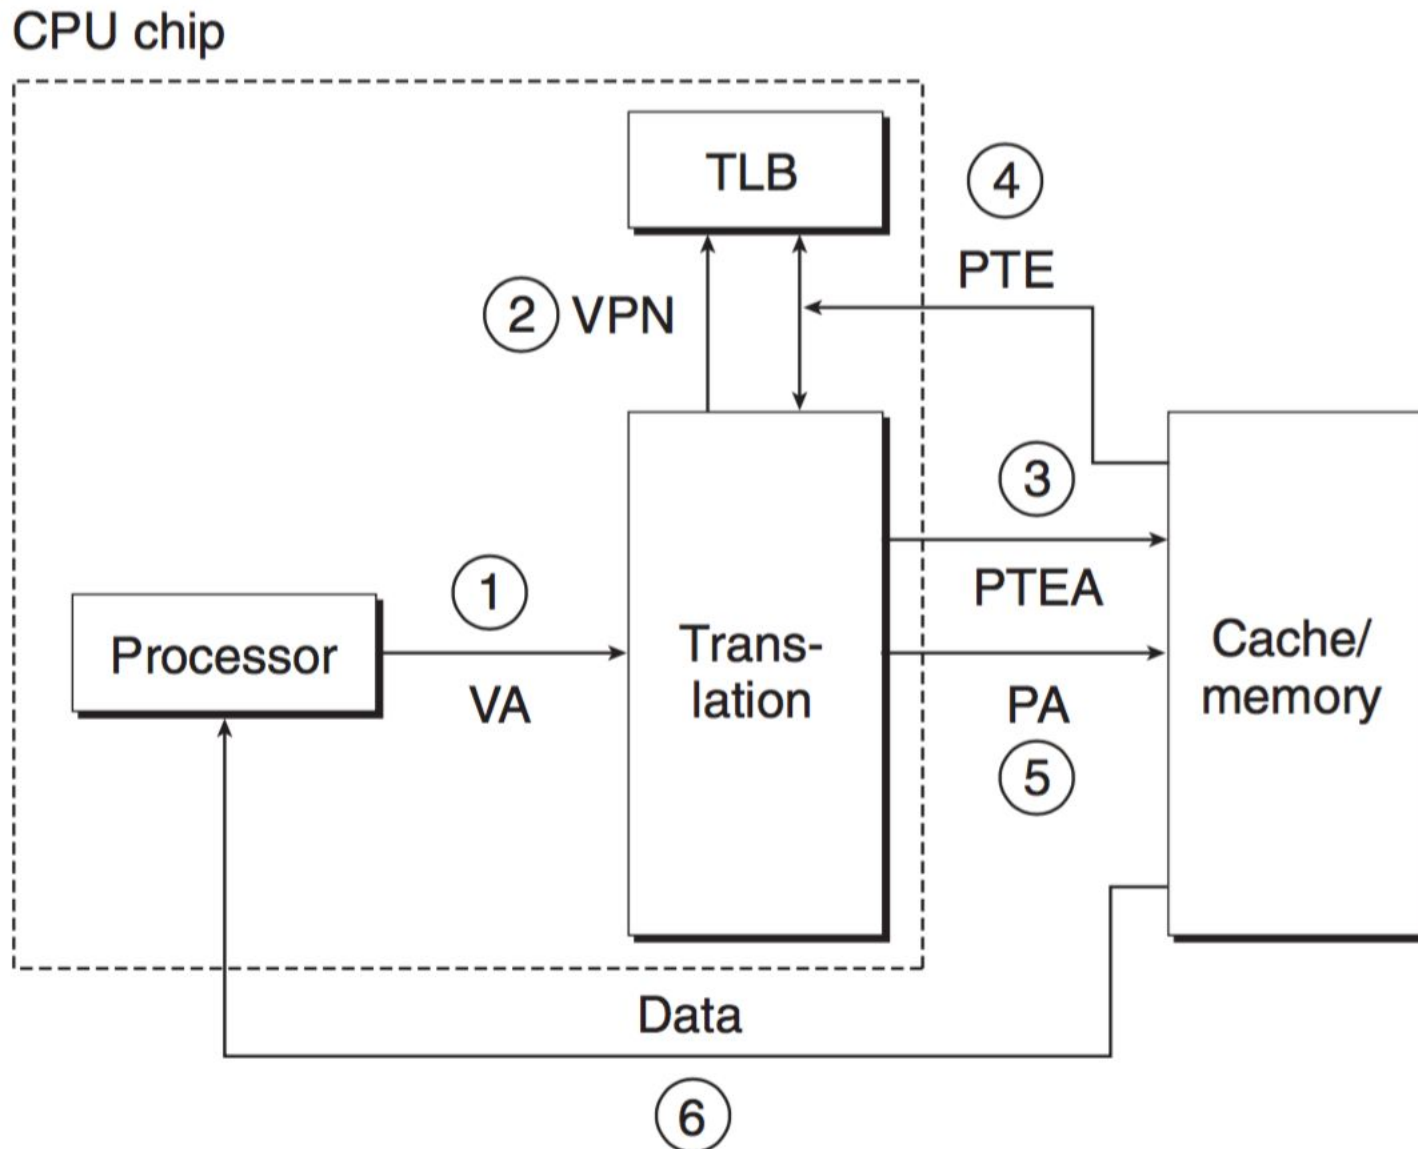 CPU chip
TLB
4
PTE
2 VPN
3
PTEA
1
Processor
VA
Trans-
lation
PA
5
Cache/
memory
Data
6